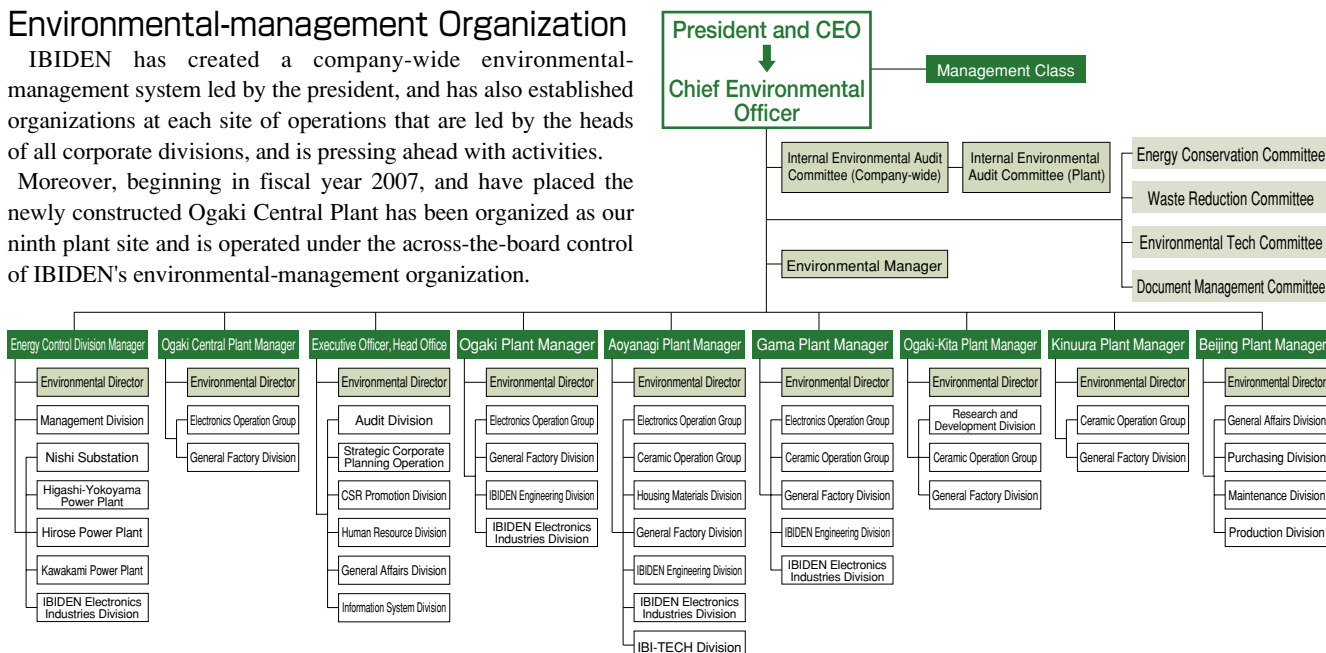 Environmental-management Organization
IBIDEN has created a company-wide environmental-
management system led by the president, and has also established
organizations at each site of operations that are led by the heads
of all corporate divisions, and is pressing ahead with activities.
Moreover, beginning in fiscal year 2007, and have placed the
newly constructed Ogaki Central Plant has been organized as our
ninth plant site and is operated under the across-the-board control
of IBIDEN's environmental-management organization.
President and CEO
Chief Environmental
Officer
Management Class
Internal Environmental Audit
Committee (Company-wide)
Internal Environmental
Audit Committee (Plant)
Energy Conservation Committee
Waste Reduction Committee
Environmental Tech Committee
Document Management Committee
Environmental Manager
Energy Control Division Manager
Environmental Director
Management Division
Nishi Substation
Higashi-Yokoyama
Power Plant
Hirose Power Plant
Kawakami Power Plant
IBIDEN Electronics
Industries Division
Ogaki Central Plant Manager
Environmental Director
Electronics Operation Group
General Factory Division
Executive Officer, Head Office
Environmental Director
Audit Division
Strategic Corporate
Planning Operation
CSR Promotion Division
Human Resource Division
General Affairs Division
Information System Division
Ogaki Plant Manager
Environmental Director
Electronics Operation Group
General Factory Division
IBIDEN Engineering Division
IBIDEN Electronics
Industries Division
Aoyanagi Plant Manager
Environmental Director
Electronics Operation Group
Ceramic Operation Group
Housing Materials Division
General Factory Division
IBIDEN Engineering Division
IBIDEN Electronics
Industries Division
IBI-TECH Division
Gama Plant Manager
Environmental Director
Electronics Operation Group
Ceramic Operation Group
General Factory Division
IBIDEN Engineering Division
IBIDEN Electronics
Industries Division
Ogaki-Kita Plant Manager
Environmental Director
Research and
Development Division
Ceramic Operation Group
General Factory Division
Kinuura Plant Manager
Environmental Director
Ceramic Operation Group
General Factory Division
Beijing Plant Manager
Environmental Director
General Affairs Division
Purchasing Division
Maintenance Division
Production Division